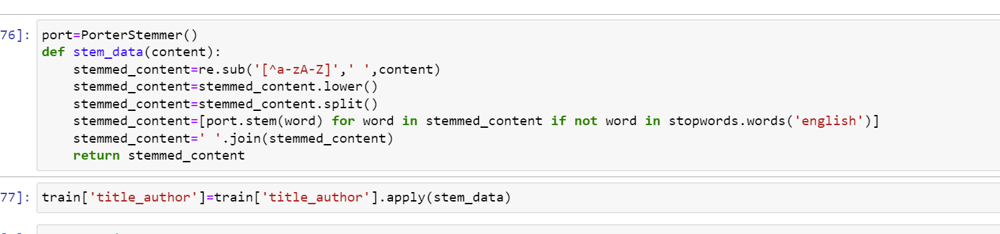 76]: port=PorterStemmer()
def stem_data(content):
    stemmed_content=re.sub('[^a-zA-Z]',' ',content)
    stemmed_content=stemmed_content.lower()
    stemmed_content=stemmed_content.split()
    stemmed_content=[port.stem(word) for word in stemmed_content if not word in stopwords.words('english')]
    stemmed_content=' '.join(stemmed_content)
    return stemmed_content
77]: train['title_author']=train['title_author'].apply(stem_data)